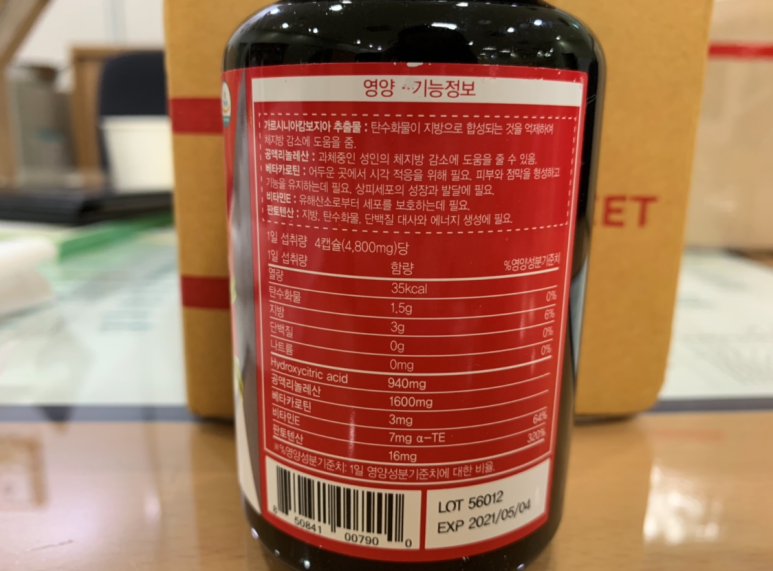 영양··기능정보
가르시니아캄보지아 추출물 : 탄수화물이 지방으로 합성되는 것을 억제하여
체지방 감소에 도움을 줌.
공액리놀레산 : 과체중인 성인의 체지방 감소에 도움을 줄 수 있음.
베타카로틴 : 어두운 곳에서 시각 적응을 위해 필요. 피부와 점막을 형성하고
기능을 유지하는데 필요. 상피세포의 성장과 발달에 필요.
비타민E : 유해산소로부터 세포를 보호하는데 필요.
판토텐산 : 지방, 탄수화물, 단백질 대사와 에너지 생성에 필요.
1일 섭취량 4캡슐(4,800mg)당
1일 섭취량 함량 %영양성분기준치
열량 35kcal
탄수화물 1.5g 0%
지방 3g 6%
단백질 0g 0%
나트륨 0mg 0%
Hydroxycitric acid 940mg
공액리놀레산 1600mg
베타카로틴 3mg
비타민E 7mg α-TE 64%
판토텐산 16mg 320%
※%영양성분기준치: 1일 영양성분기준치에 대한 비율.
8 50841 00790 0
LOT 56012
EXP 2021/05/04
KET